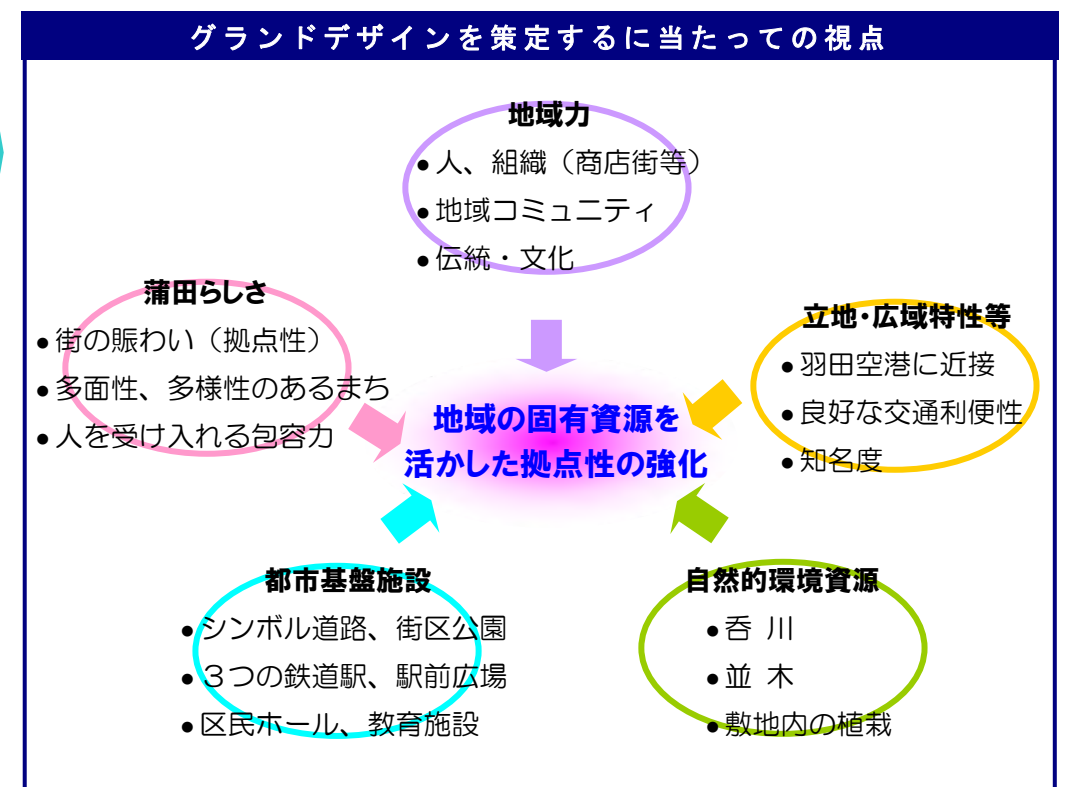 グランドデザインを策定するに当たっての視点
地域力
●人、組織（商店街等）
●地域コミュニティ
●伝統・文化
蒲田らしさ
●街の賑わい（拠点性）
●多面性、多様性のあるまち
●人を受け入れる包容力
立地・広域特性等
●羽田空港に近接
●良好な交通利便性
●知名度
地域の固有資源を
活かした拠点性の強化
都市基盤施設
●シンボル道路、街区公園
●３つの鉄道駅、駅前広場
●区民ホール、教育施設
自然的環境資源
●呑 川
●並 木
●敷地内の植栽